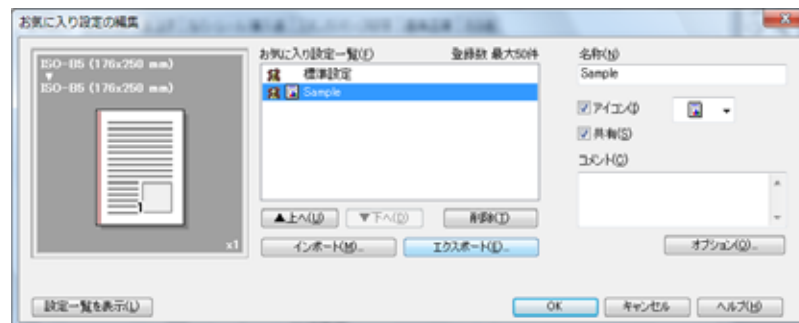 お気に入り設定の編集
ISO-B5 (176x250 mm)
ISO-B5 (176x250 mm)
1
x1
お気に入り設定一覧(F) 登録数 最大50件
標準設定
Sample
▲上へ(U) ▼下へ(D) 削除(T)
インポート(M)... エクスポート(E)...
名称(N)
Sample
アイコン(I)
共有(S)
コメント(C)
オプション(O)...
設定一覧を表示(L) OK キャンセル ヘルプ(H)